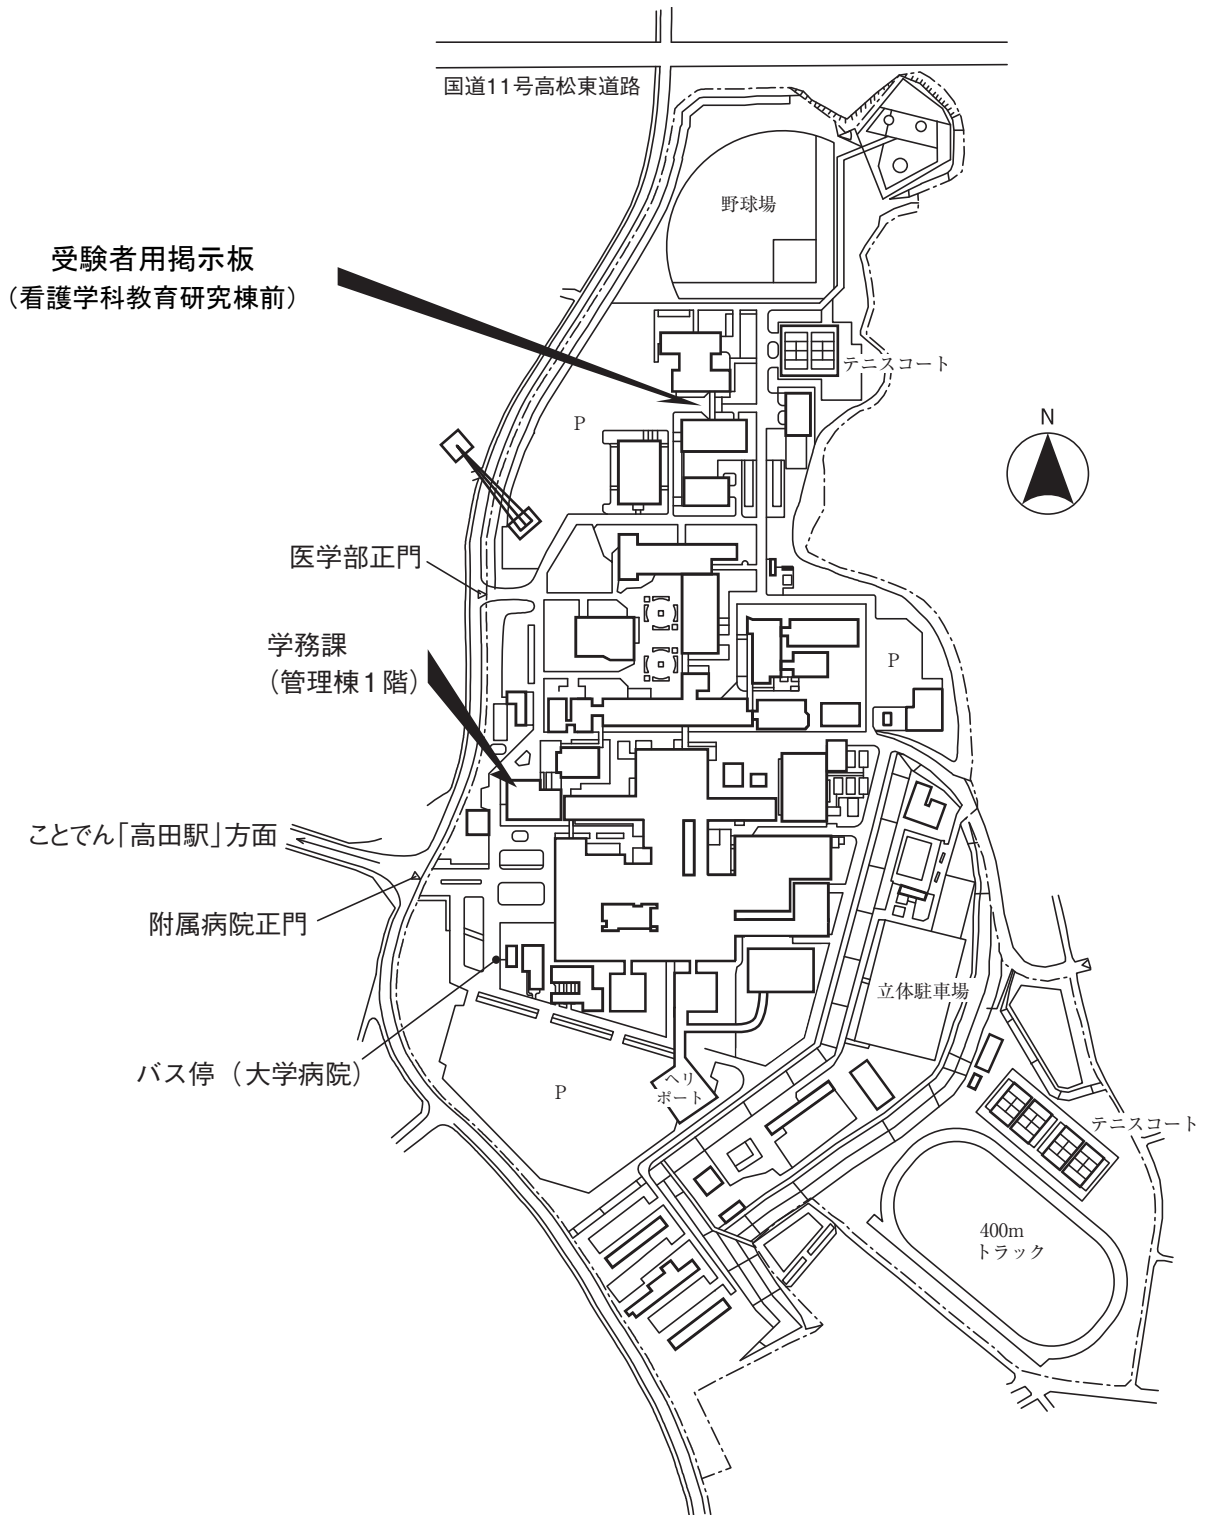 国道11号高松東道路
野球場
受験者用掲示板
（看護学科教育研究棟前）
テニスコート
P
N
医学部正門
学務課
（管理棟１階）
P
ことでん「高田駅」方面
附属病院正門
立体駐車場
バス停（大学病院）
P
ヘリ
ポート
テニスコート
400m
トラック